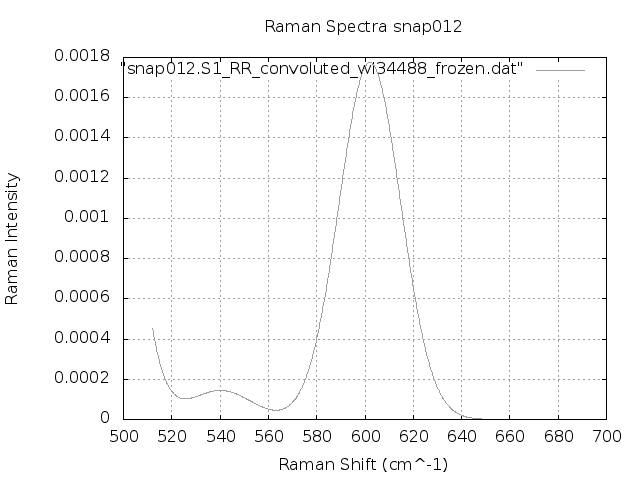 Raman Spectra snap012
"snap012.S1_RR_convoluted_wi34488_frozen.dat"
0.0018
0.0016
0.0014
0.0012
0.001
0.0008
0.0006
0.0004
0.0002
0
Raman Intensity
500 520 540 560 580 600 620 640 660 680 700
Raman Shift (cm^-1)